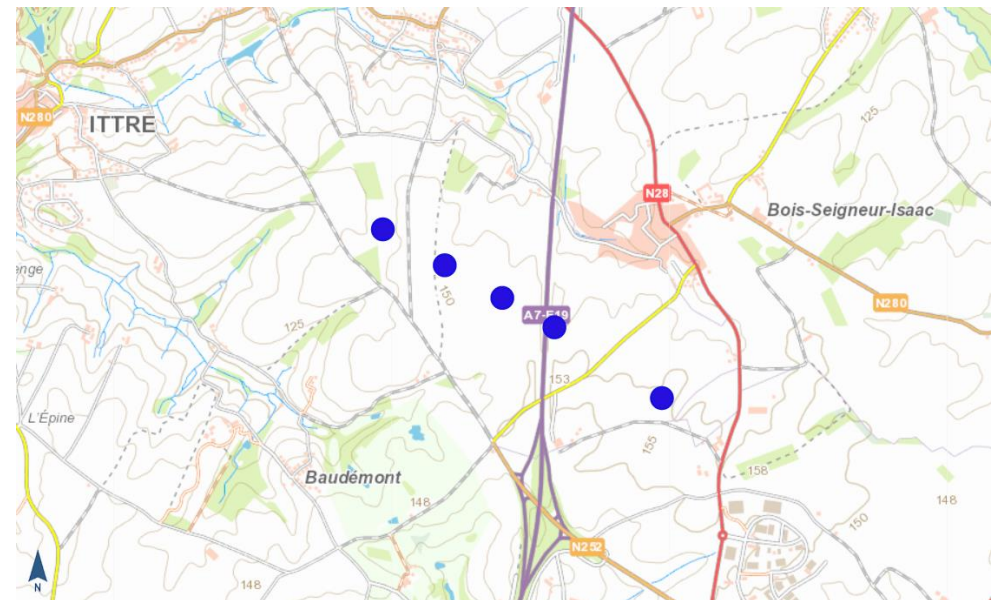 N280
ITTRE
125
N28
Bois-Seigneur-Isaac
150
N280
A7-E19
125
153
L'Épine
155
Baudémont
158
148
148
150
N252
148
N